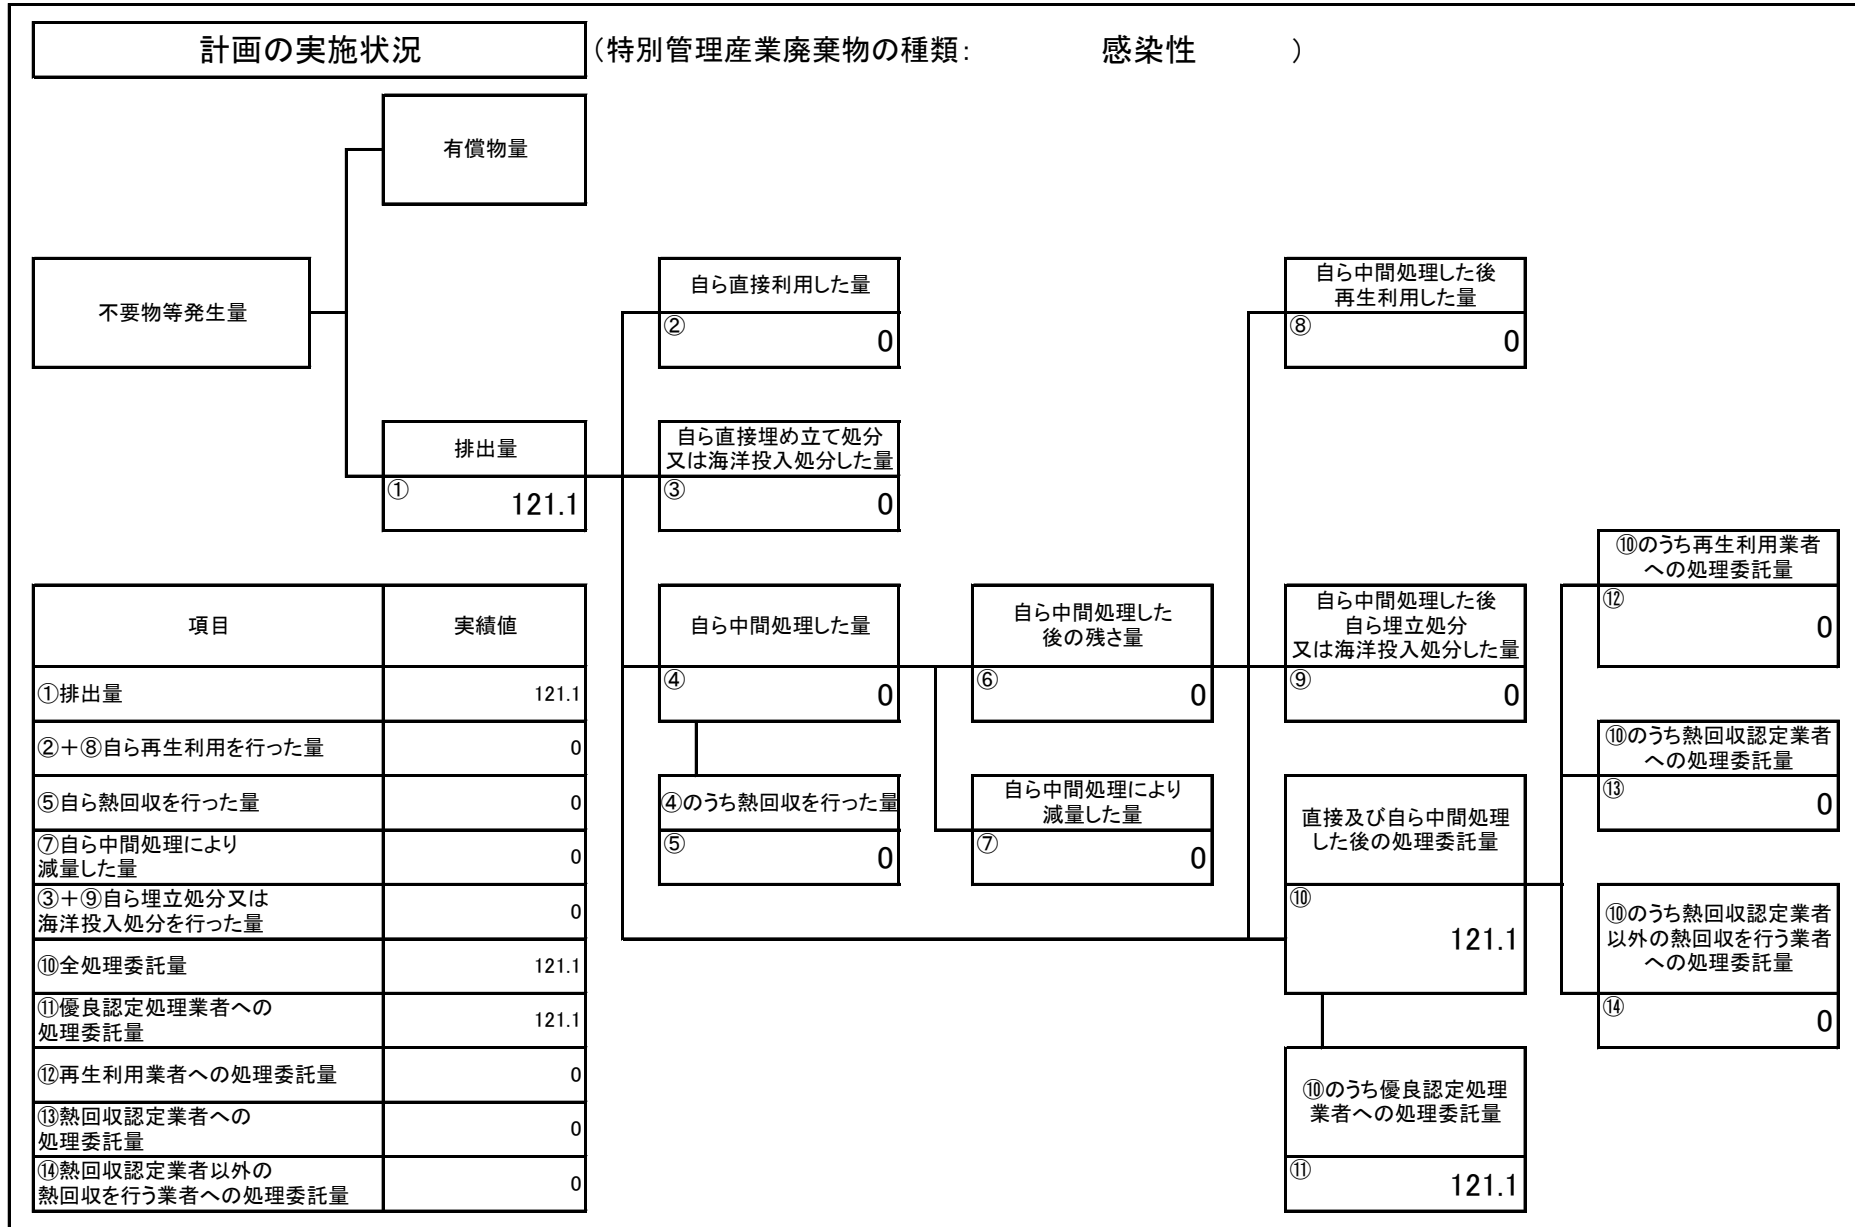 計画の実施状況
（特別管理産業廃棄物の種類： 感染性 ）
有償物量
不要物等発生量
自ら直接利用した量
②
0
自ら中間処理した後
再生利用した量
⑧
0
排出量
①
121.1
自ら直接埋め立て処分
又は海洋投入処分した量
③
0
自ら中間処理した量
④
0
自ら中間処理した
後の残さ量
⑥
0
自ら中間処理した後
自ら埋立処分
又は海洋投入処分した量
⑨
0
⑩のうち再生利用業者
への処理委託量
⑫
0
④のうち熱回収を行った量
⑤
0
自ら中間処理により
減量した量
⑦
0
直接及び自ら中間処理
した後の処理委託量
⑩
121.1
⑩のうち熱回収認定業者
への処理委託量
⑬
0
⑩のうち熱回収認定業者
以外の熱回収を行う業者
への処理委託量
⑭
0
⑩のうち優良認定処理
業者への処理委託量
⑪
121.1
項目 実績値
①排出量 121.1
②＋⑧自ら再生利用を行った量 0
⑤自ら熱回収を行った量 0
⑦自ら中間処理により
減量した量 0
③＋⑨自ら埋立処分又は
海洋投入処分を行った量 0
⑩全処理委託量 121.1
⑪優良認定処理業者への
処理委託量 121.1
⑫再生利用業者への処理委託量 0
⑬熱回収認定業者への
処理委託量 0
⑭熱回収認定業者以外の
熱回収を行う業者への処理委託量 0